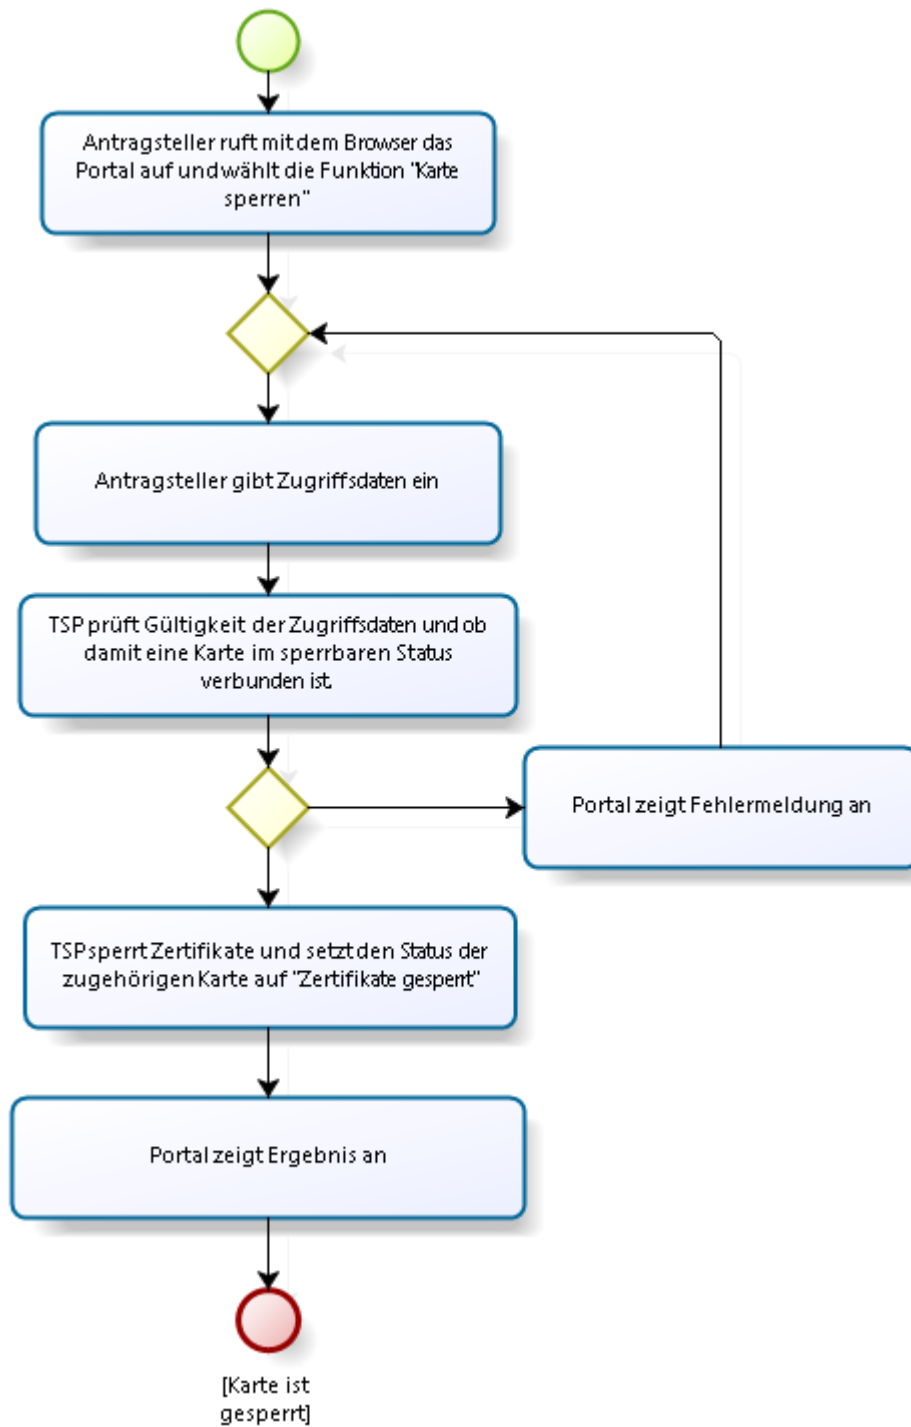 Antragsteller ruft mit dem Browser das
Portal auf und wählt die Funktion "Karte
sperren"
Antragsteller gibt Zugriffsdaten ein
TSP prüft Gültigkeit der Zugriffsdaten und ob
damit eine Karte im sperrbaren Status
verbunden ist.
Portal zeigt Fehlermeldung an
TSP sperrt Zertifikate und setzt den Status der
zugehörigen Karte auf "Zertifikate gesperrt"
Portal zeigt Ergebnis an
[Karte ist
gesperrt]